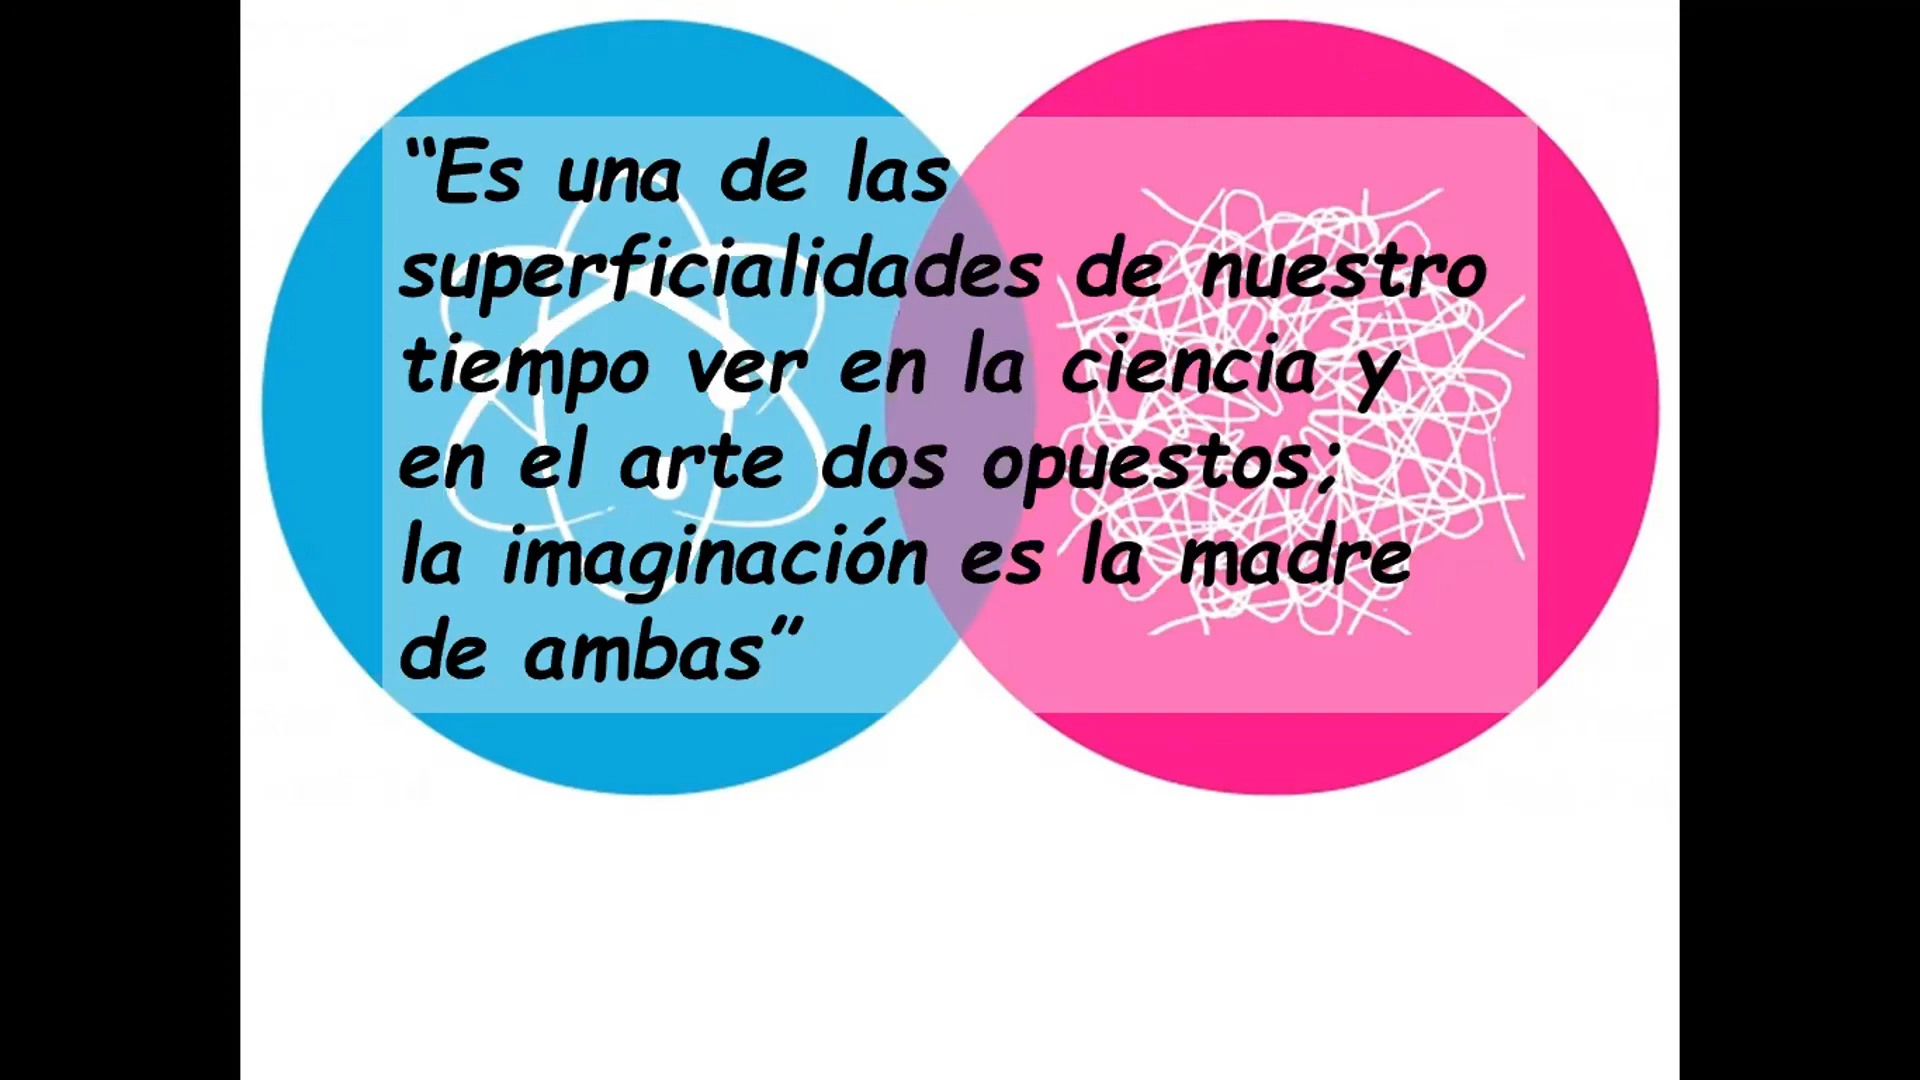 “Es una de las
superficialidades de nuestro
tiempo ver en la ciencia y
en el arte dos opuestos;
la imaginación es la madre
de ambas”